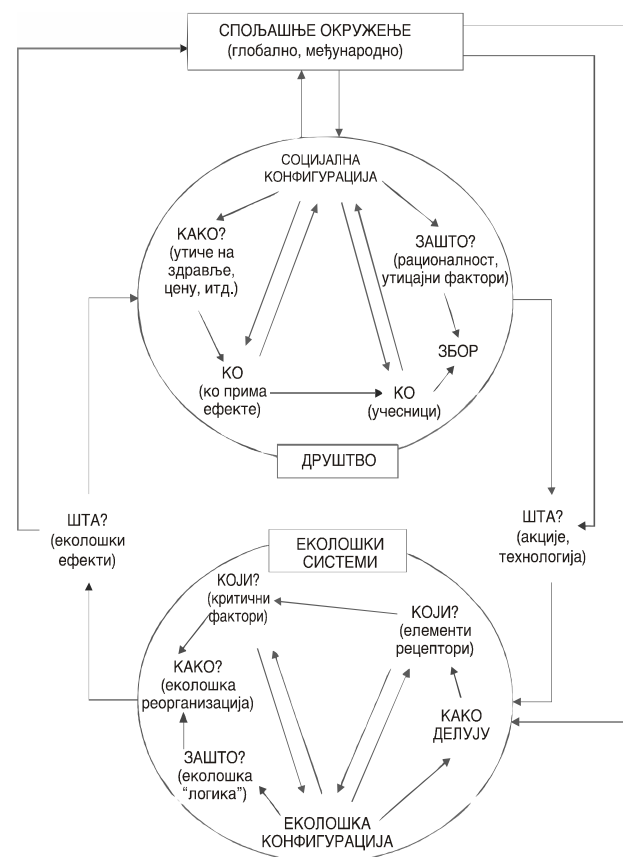 СПОЉАШЊЕ ОКРУЖЕЊЕ
(глобално, међународно)
СОЦИЈАЛНА
КОНФИГУРАЦИЈА
КАКО?
(утиче на
здравље,
цену, итд.)
ЗАШТО?
(рационалност,
утицајни фактори)
ЗБОР
КО
(ко прима
ефекте)
КО
(учесници)
ДРУШТВО
ШТА?
(еколошки
ефекти)
ШТА?
(акције,
технологија)
ЕКОЛОШКИ
СИСТЕМИ
КОЈИ?
(критични
фактори)
КОЈИ?
(елементи
рецептори)
КАКО?
(еколошка
реорганизација)
КАКО
ДЕЛУЈУ
ЗАШТО?
(еколошка
“логика”)
ЕКОЛОШКА
КОНФИГУРАЦИЈА